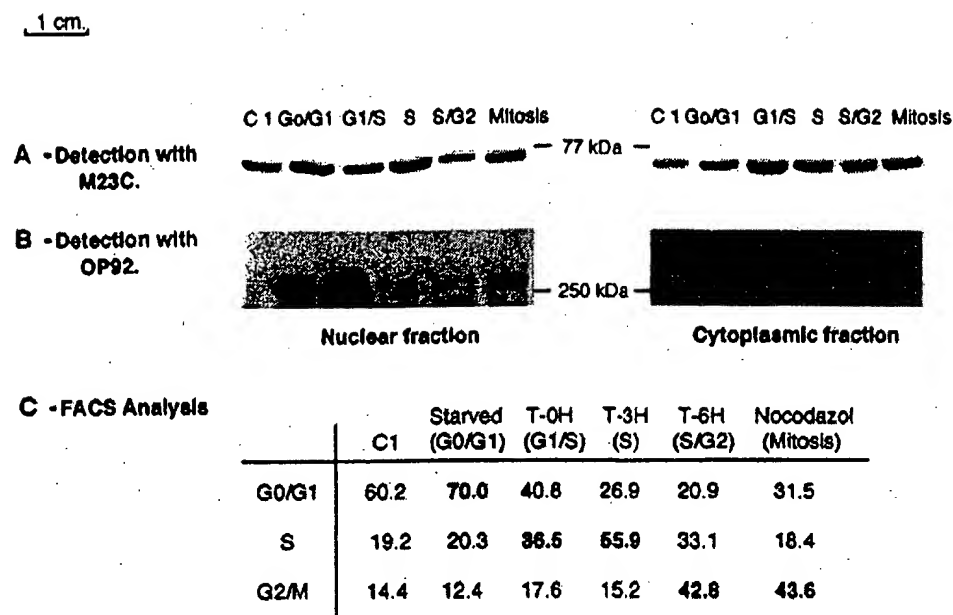 1 cm.
C 1 Go/G1 G1/S S S/G2 Mitosis
C 1 Go/G1 G1/S S S/G2 Mitosis
77 kDa
A - Detection with
M23C.
B - Detection with
OP92.
250 kDa
Nuclear fraction
Cytoplasmic fraction
C - FACS Analysis
Starved T-0H T-3H T-6H Nocodazol
C1 (G0/G1) (G1/S) (S) (S/G2) (Mitosis)
G0/G1 60.2 70.0 40.8 26.9 20.9 31.5
S 19.2 20.3 36.5 55.9 33.1 18.4
G2/M 14.4 12.4 17.6 15.2 42.8 43.6